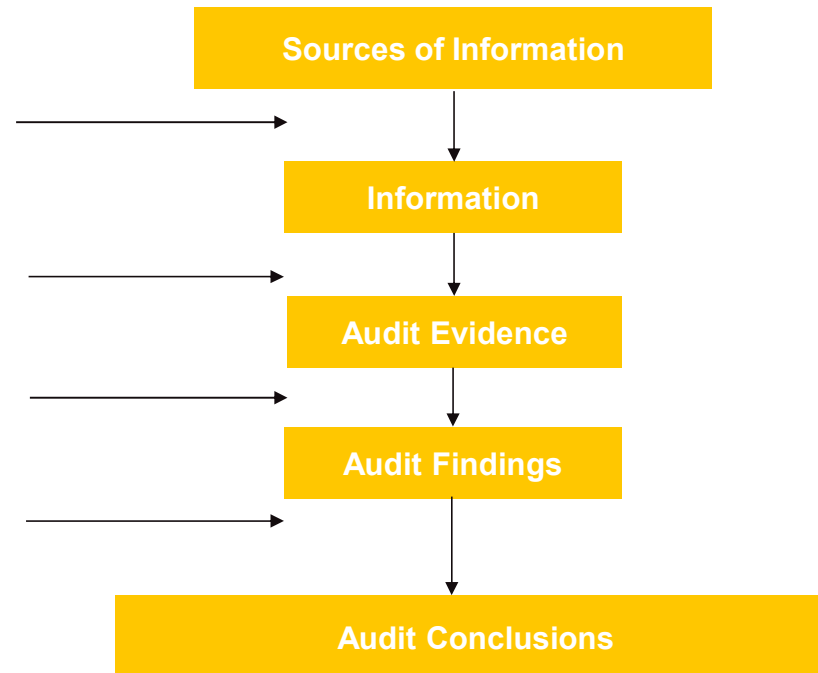 Sources of Information
Information
Audit Evidence
Audit Findings
Audit Conclusions